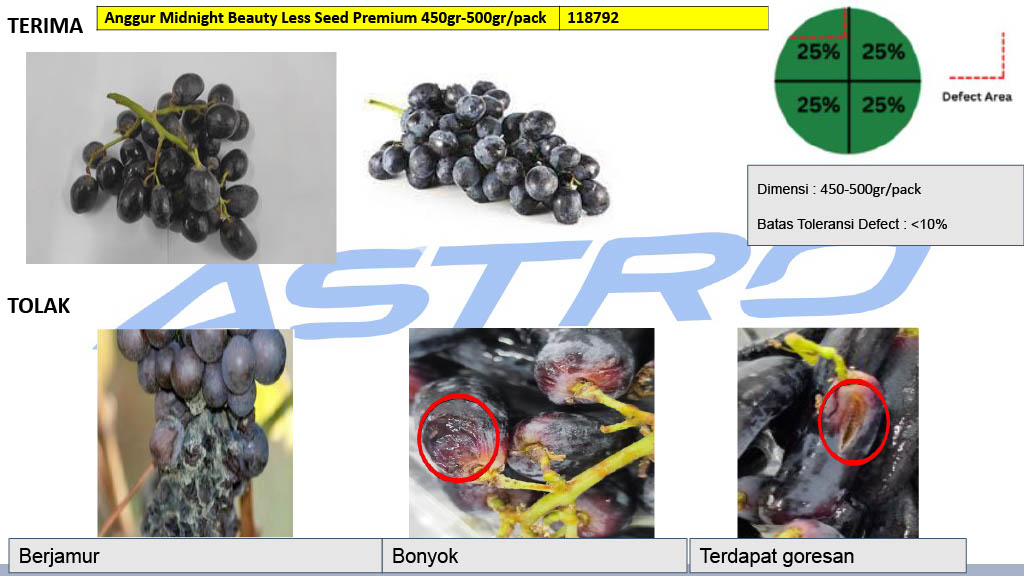 TERIMA
Anggur Midnight Beauty Less Seed Premium 450gr-500gr/pack 118792
25% 25%
25% 25%
Defect Area
Dimensi : 450-500gr/pack
Batas Toleransi Defect : <10%
ASTRO
TOLAK
Berjamur
Bonyok
Terdapat goresan